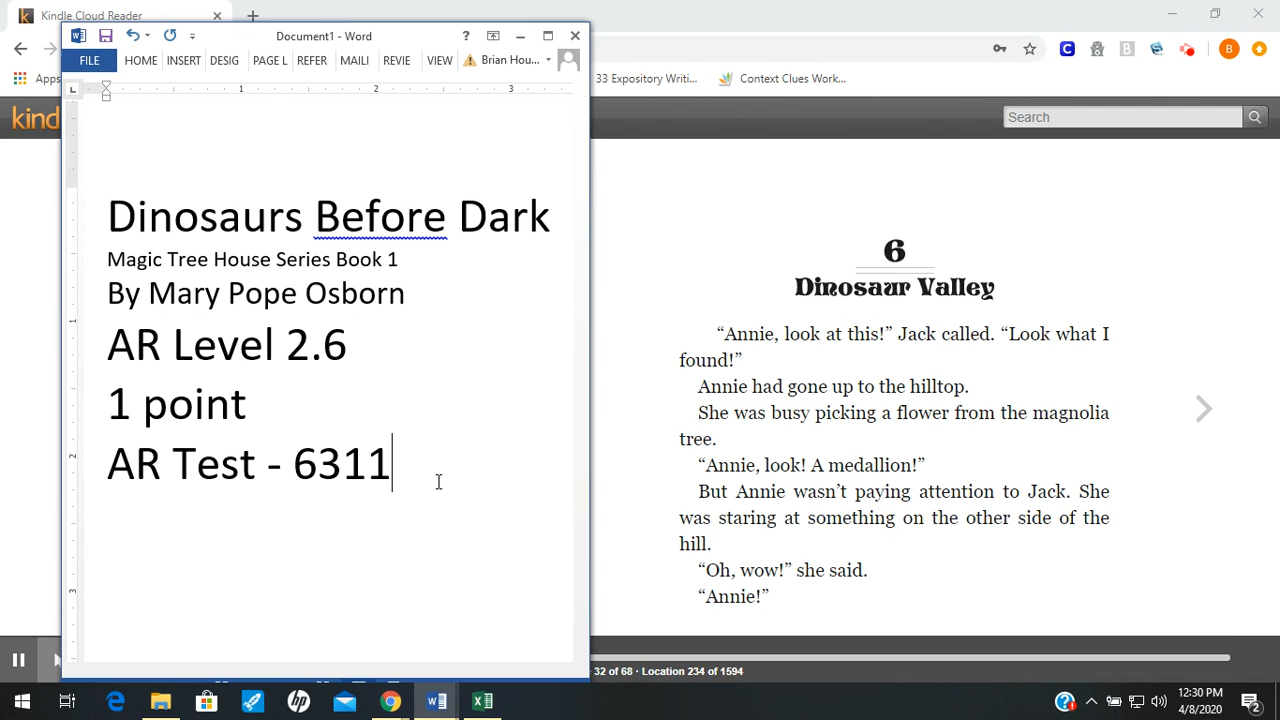 Kindle Cloud Reader
Document1 - Word
FILE HOME INSERT DESIG PAGE L REFER MAILI REVIE VIEW Brian Hou...
Apps
33 Expository Writi... Context Clues Work...
kind
Search
1 2 3
Dinosaurs Before Dark
Magic Tree House Series Book 1
By Mary Pope Osborn
AR Level 2.6
1 point
AR Test - 6311
6
Dinosaur Valley
“Annie, look at this!” Jack called. “Look what I
found!”
Annie had gone up to the hilltop.
She was busy picking a flower from the magnolia
tree.
“Annie, look! A medallion!”
But Annie wasn’t paying attention to Jack. She
was staring at something on the other side of the
hill.
“Oh, wow!” she said.
“Annie!”
32 of 68 · Location 234 of 1594
12:30 PM
4/8/2020